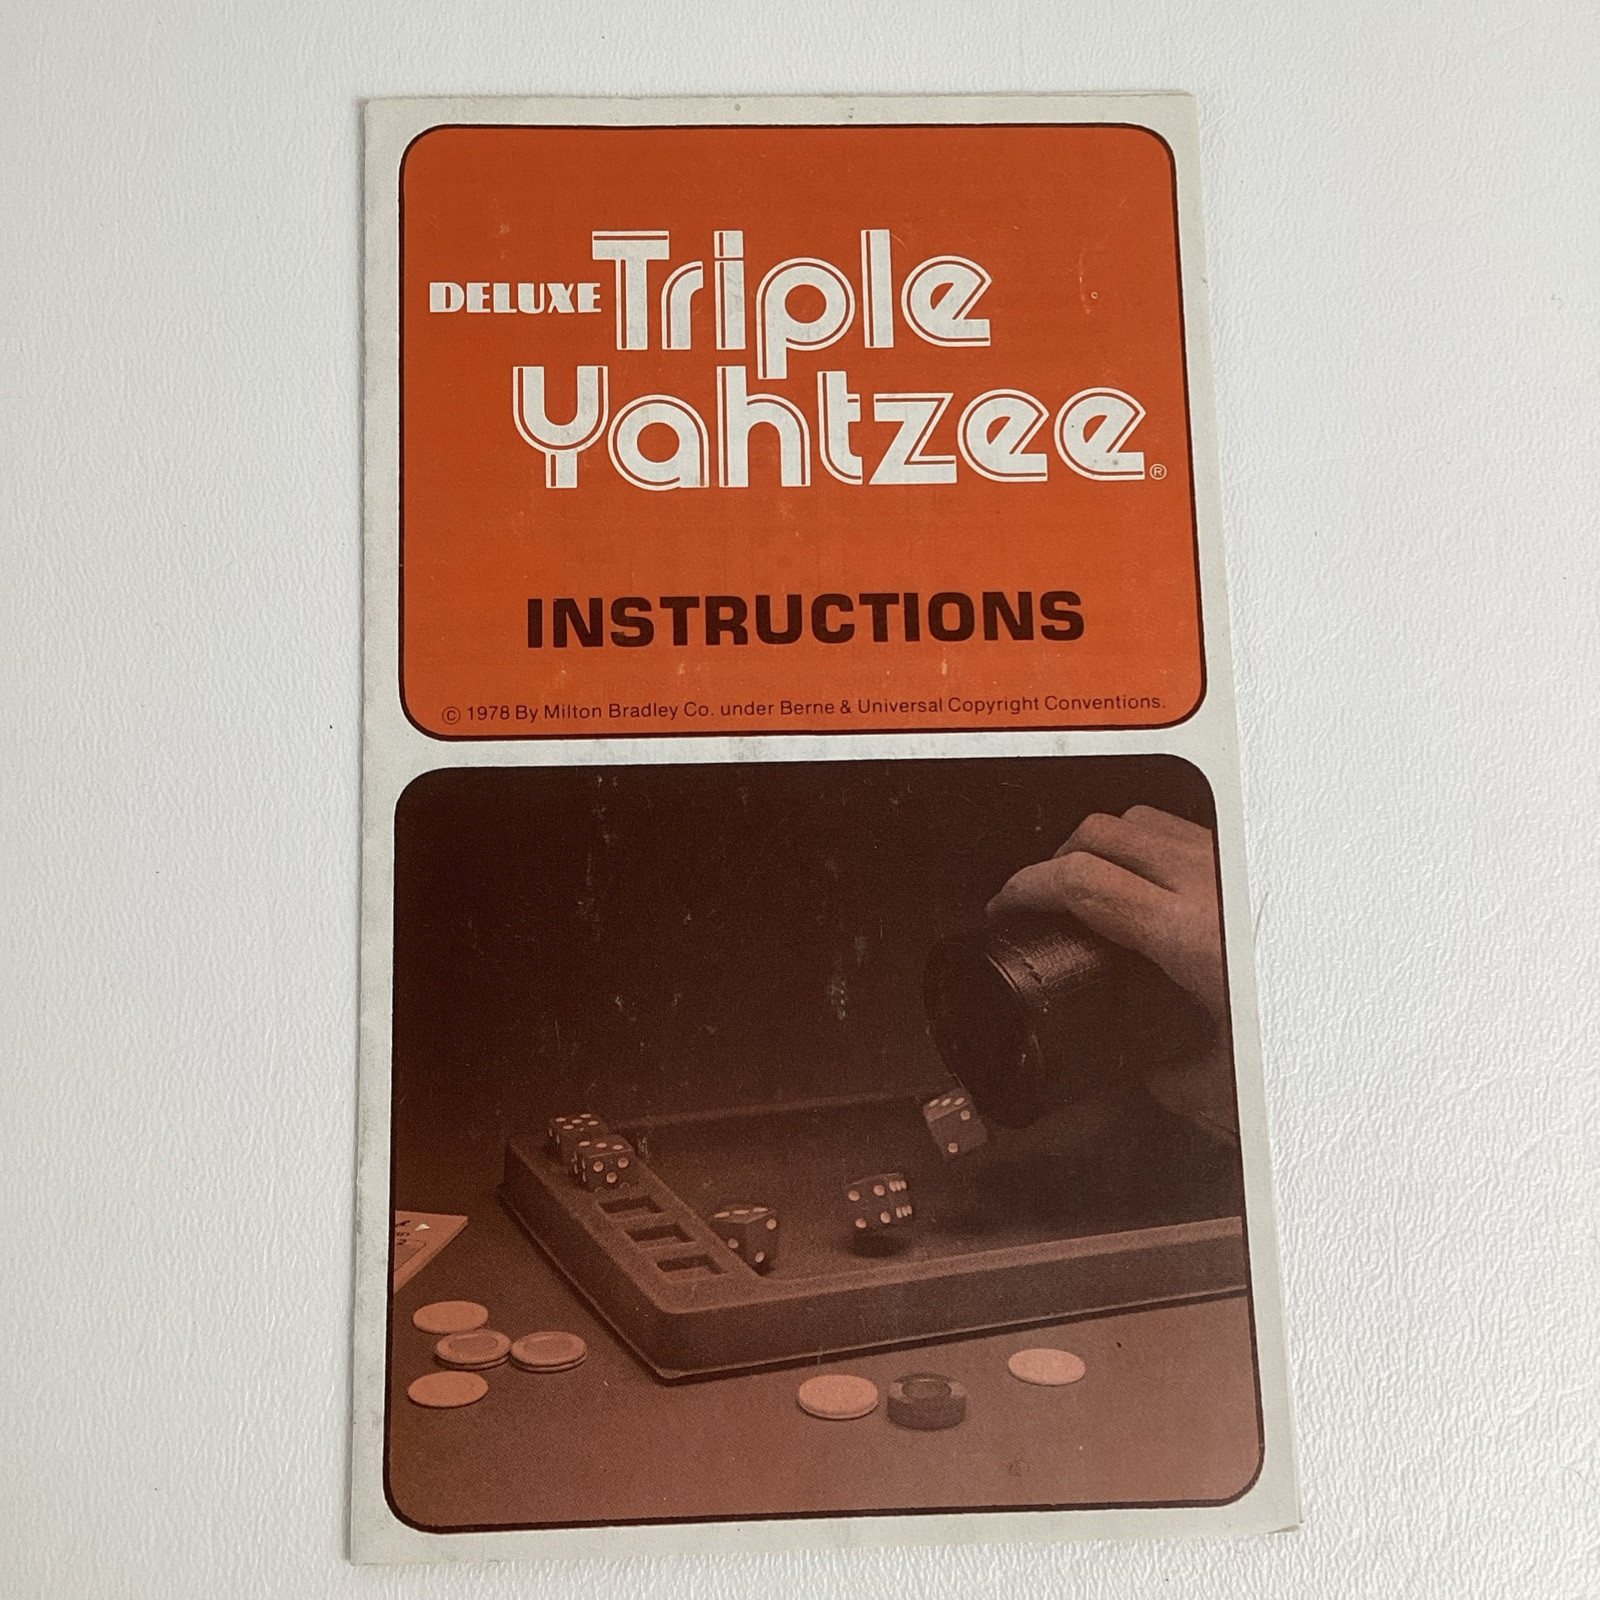 DELUXE Triple
Yahtzee®
INSTRUCTIONS
© 1978 By Milton Bradley Co. under Berne & Universal Copyright Conventions.